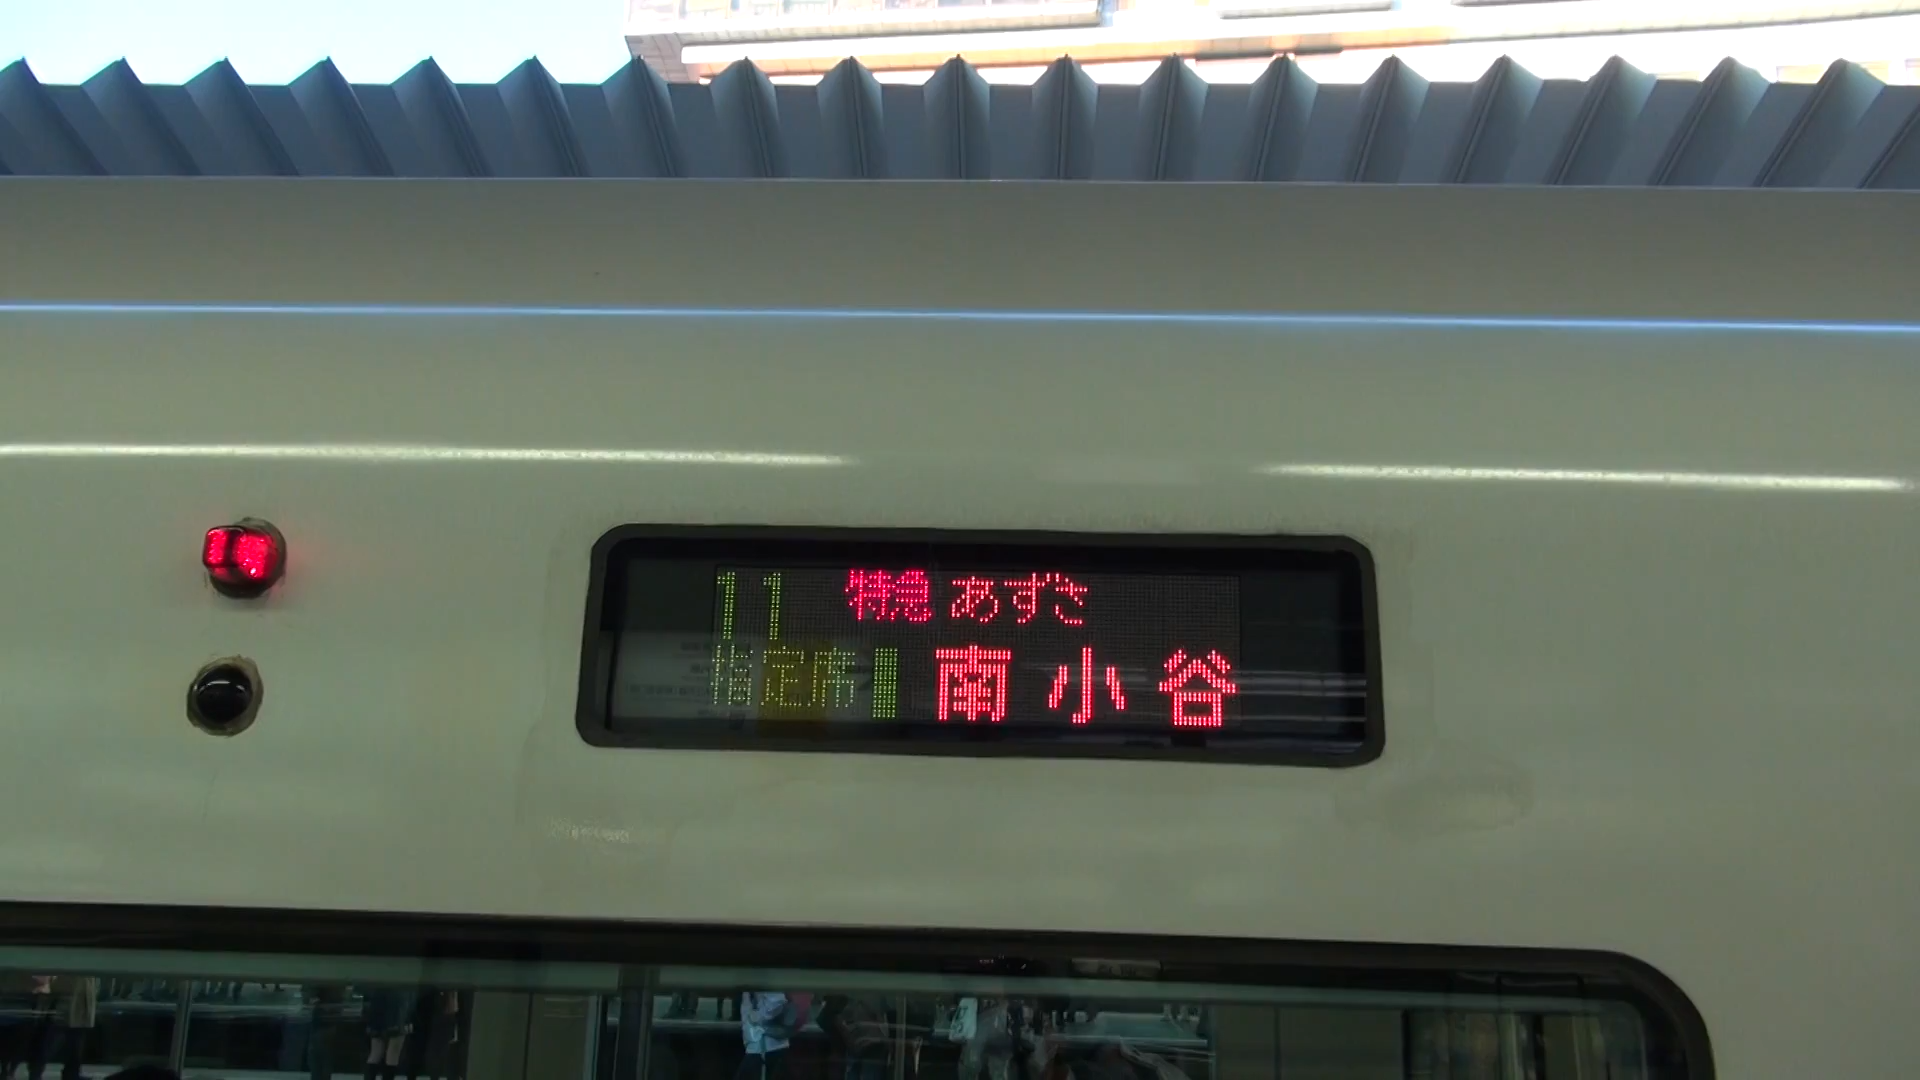 11 特急 あずさ
指定席 南小谷